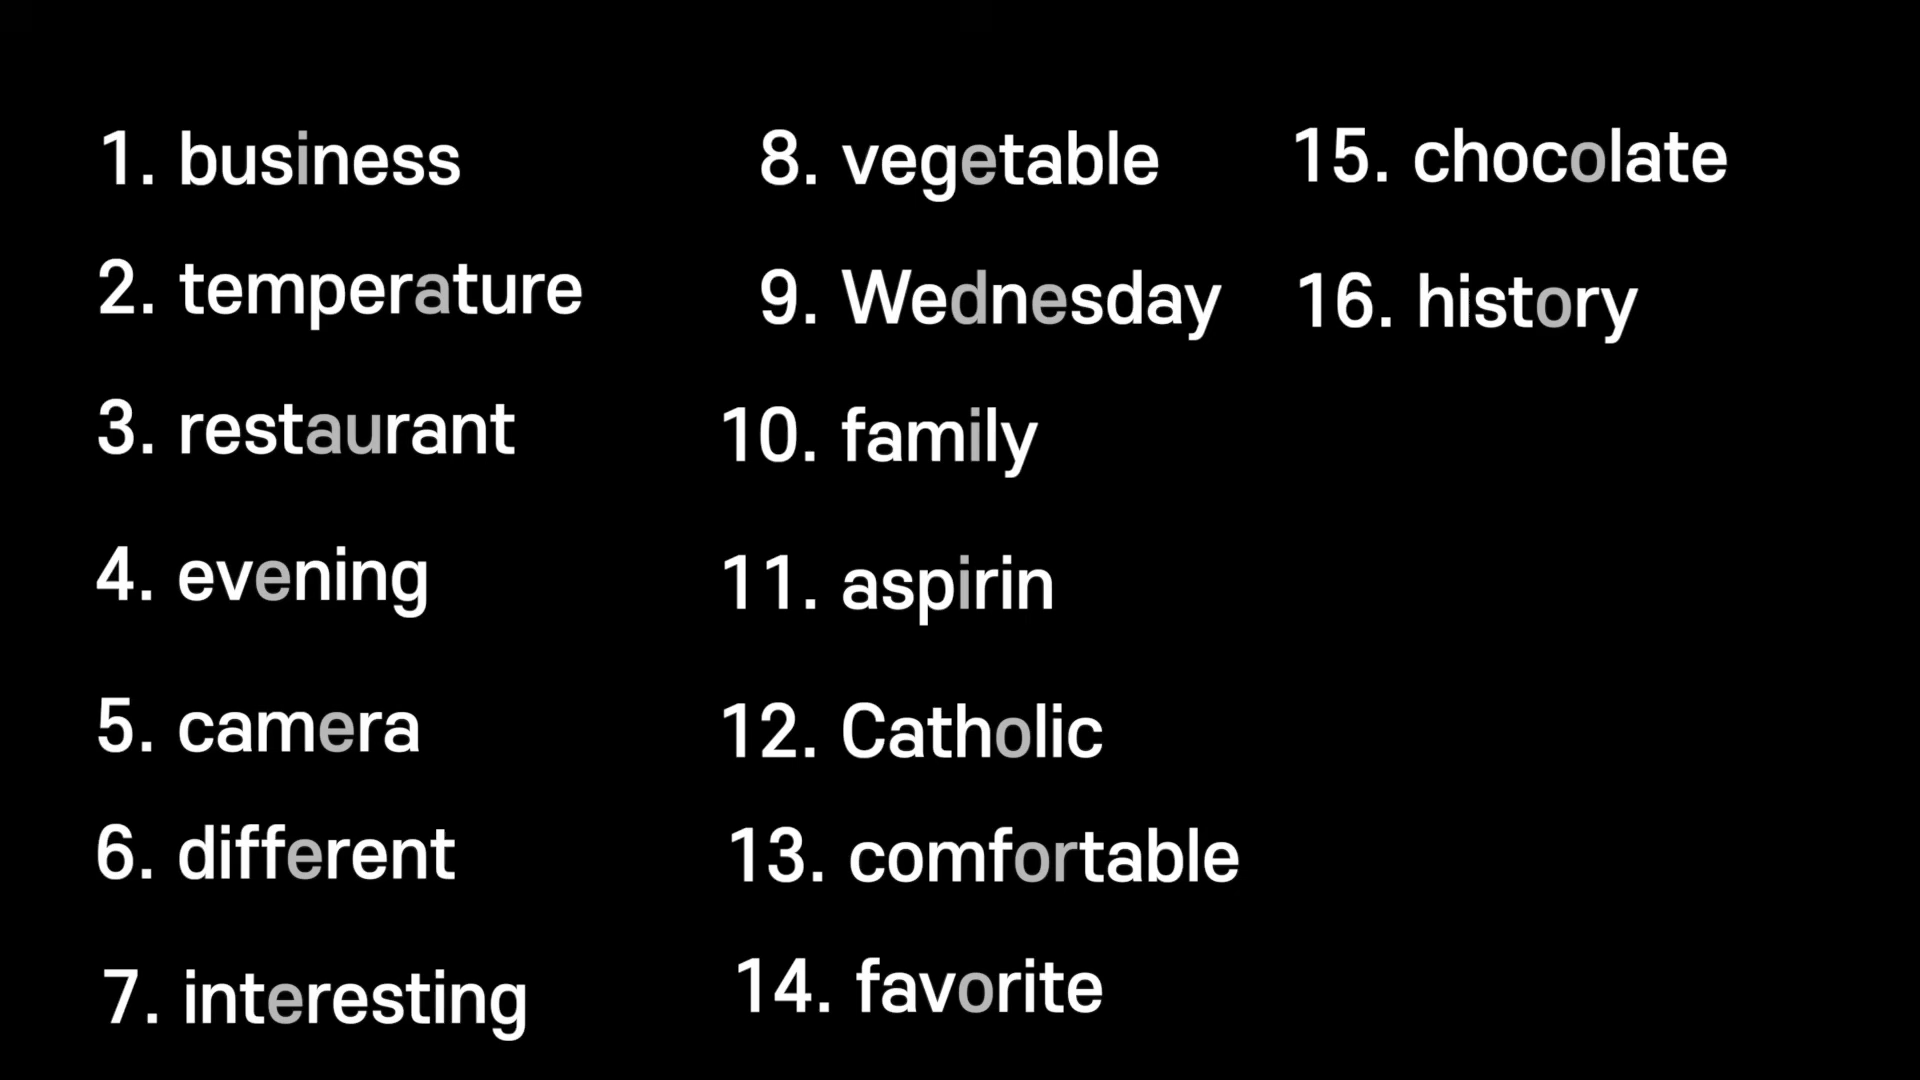 1. business
2. temperature
3. restaurant
4. evening
5. camera
6. different
7. interesting
8. vegetable
9. Wednesday
10. family
11. aspirin
12. Catholic
13. comfortable
14. favorite
15. chocolate
16. history